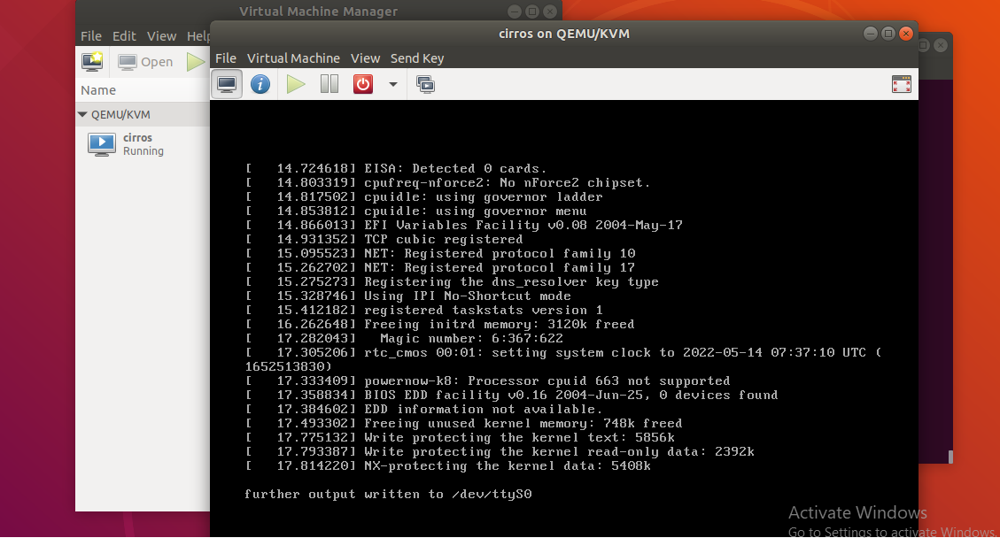 Virtual Machine Manager
File Edit View Help
Open
Name
QEMU/KVM
cirros
Running
cirros on QEMU/KVM
File Virtual Machine View Send Key
[ 14.724618] EISA: Detected 0 cards.
[ 14.803319] cpufreq-nforce2: No nForce2 chipset.
[ 14.817502] cpuidle: using governor ladder
[ 14.853812] cpuidle: using governor menu
[ 14.866013] EFI Variables Facility v0.08 2004-May-17
[ 14.931352] TCP cubic registered
[ 15.095523] NET: Registered protocol family 10
[ 15.262702] NET: Registered protocol family 17
[ 15.275273] Registering the dns_resolver key type
[ 15.328746] Using IPI No-Shortcut mode
[ 15.412182] registered taskstats version 1
[ 16.262648] Freeing initrd memory: 3120k freed
[ 17.282043] Magic number: 6:367:622
[ 17.305206] rtc_cmos 00:01: setting system clock to 2022-05-14 07:37:10 UTC (
1652513830)
[ 17.333409] powernow-k8: Processor cpuid 663 not supported
[ 17.358834] BIOS EDD facility v0.16 2004-Jun-25, 0 devices found
[ 17.384602] EDD information not available.
[ 17.493302] Freeing unused kernel memory: 748k freed
[ 17.775132] Write protecting the kernel text: 5856k
[ 17.793387] Write protecting the kernel read-only data: 2392k
[ 17.814220] NX-protecting the kernel data: 5408k
further output written to /dev/ttyS0
Activate Windows
Go to Settings to activate Windows.